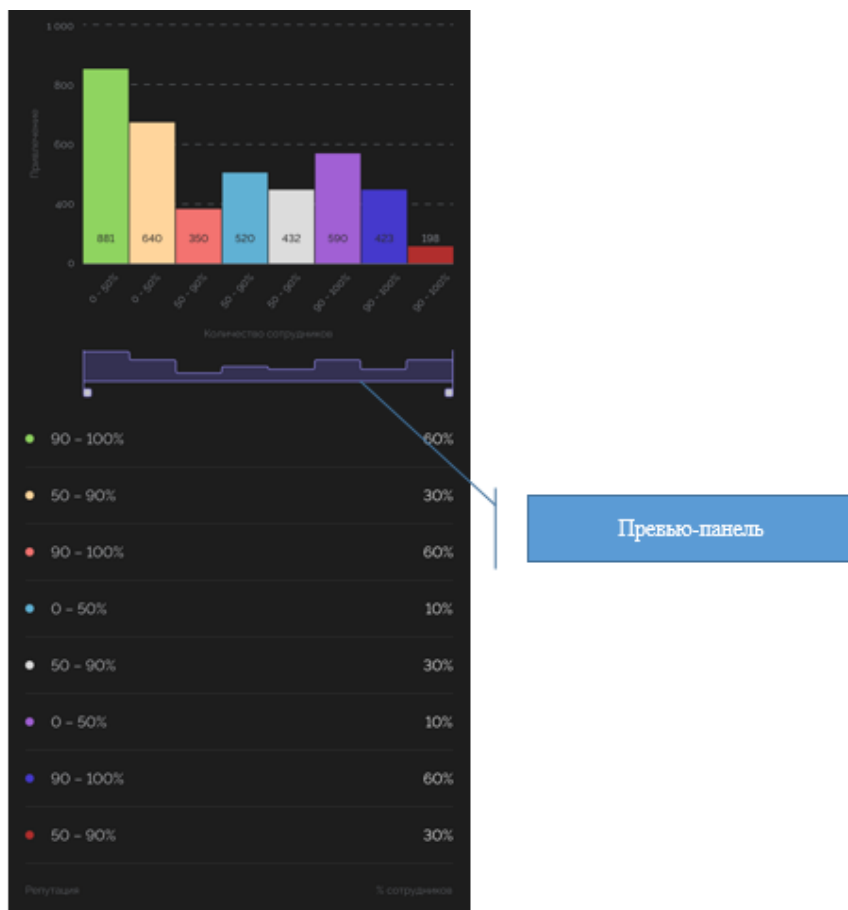 1 000
800
600
400
0
Привлечению
881
640
350
520
432
590
423
198
0 - 50%
0 - 50%
50 - 90%
50 - 90%
50 - 90%
90 - 100%
90 - 100%
90 - 100%
Количество сотрудников
90 – 100% 60%
50 – 90% 30%
90 – 100% 60%
0 – 50% 10%
50 – 90% 30%
0 – 50% 10%
90 – 100% 60%
50 – 90% 30%
Репутация % сотрудников
Превью-панель